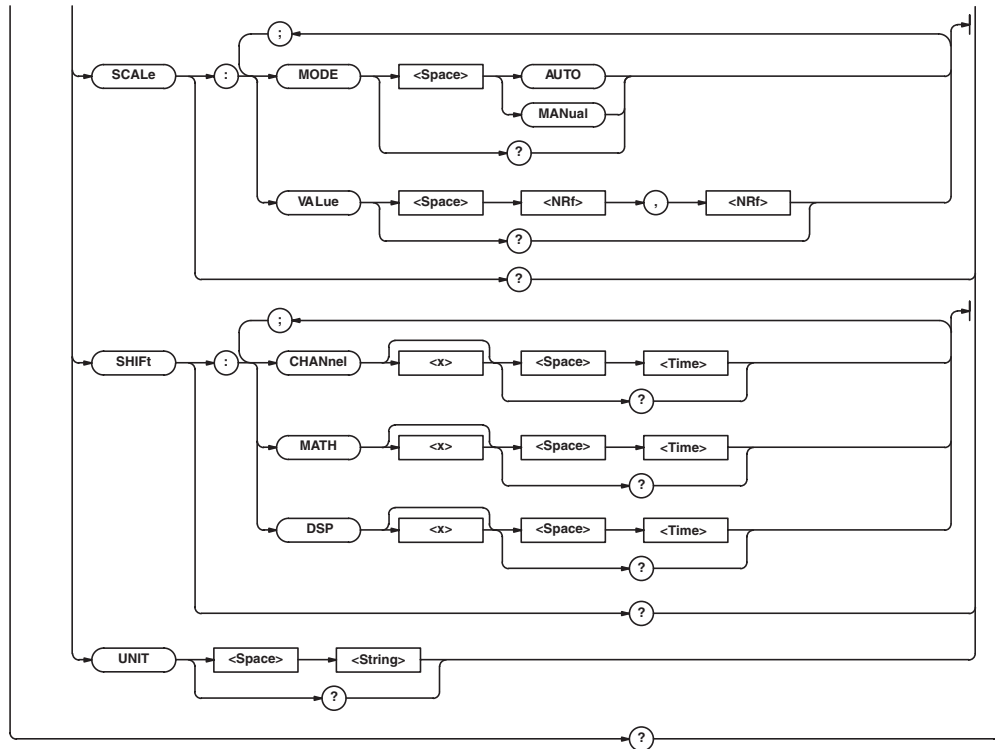 ;
SCALe : MODE <Space> AUTO
MANual
?
VALue <Space> <NRf> , <NRf>
?
?
;
SHIFt : CHANnel <x> <Space> <Time>
?
MATH <x> <Space> <Time>
?
DSP <x> <Space> <Time>
?
?
UNIT <Space> <String>
?
?